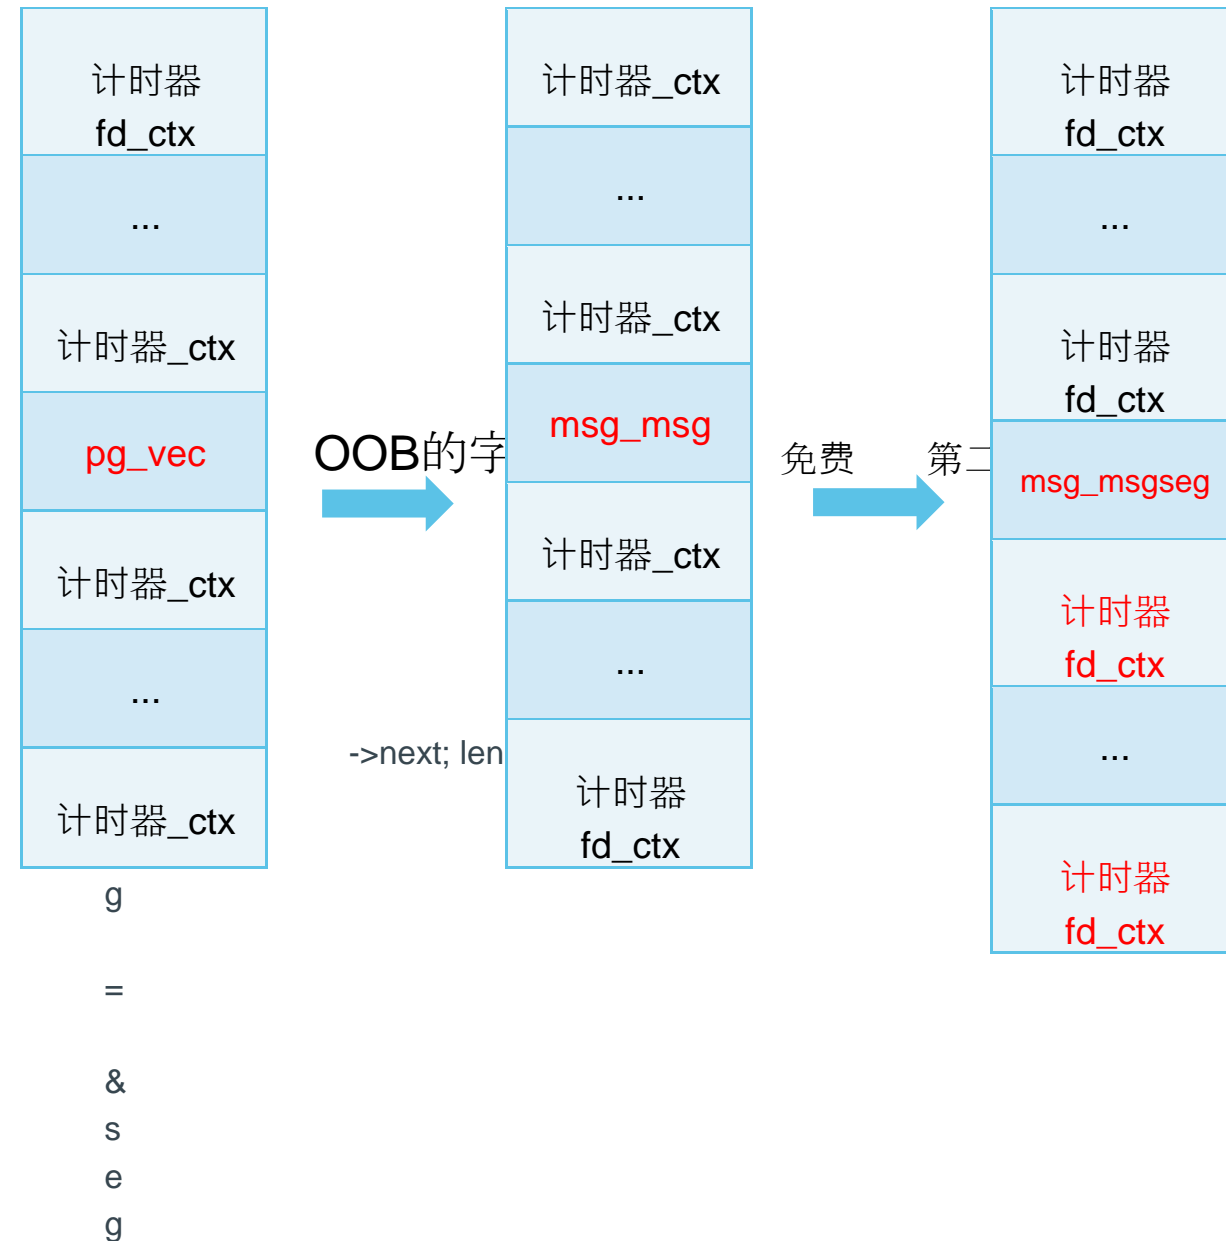 计时器
fd_ctx
...
计时器_ctx
pg_vec
计时器_ctx
...
计时器_ctx
OOB的字
计时器_ctx
...
计时器_ctx
msg_msg
计时器_ctx
...
->next; len
计时器
fd_ctx
免费
第二
计时器
fd_ctx
...
计时器
fd_ctx
msg_msgseg
计时器
fd_ctx
...
计时器
fd_ctx
g
=
&
s
e
g